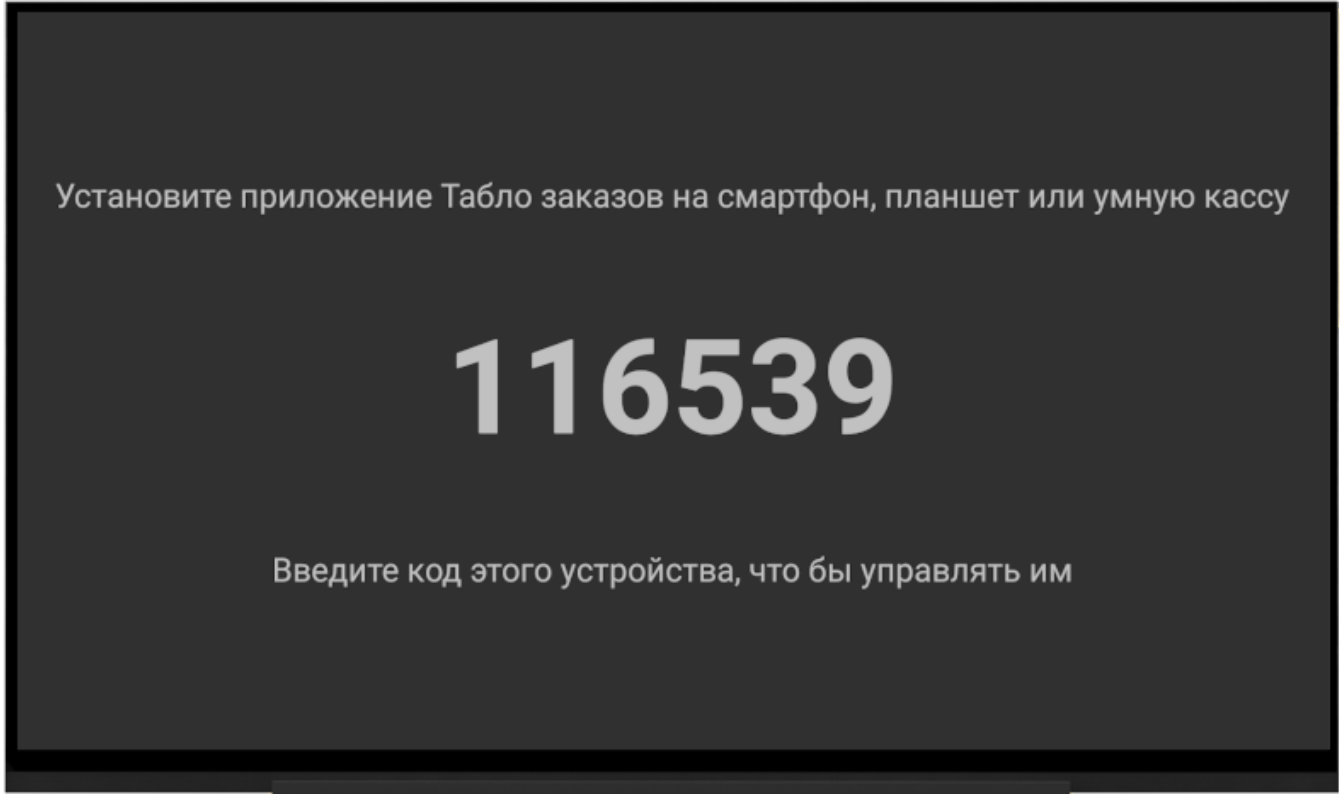 Установите приложение Табло заказов на смартфон, планшет или умную кассу
116539
Введите код этого устройства, что бы управлять им